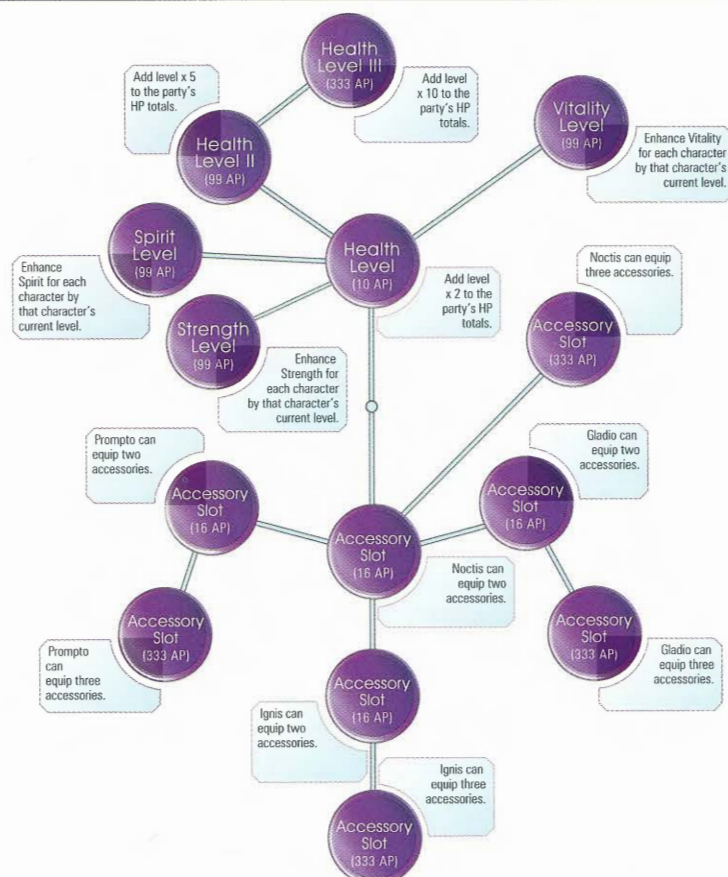 Health
Level III
(333 AP)
Add level
x 10 to the
party's HP
totals.
Add level x 5
to the party's
HP totals.
Health
Level II
(99 AP)
Vitality
Level
(99 AP)
Enhance Vitality
for each character
by that character's
current level.
Spirit
Level
(99 AP)
Enhance
Spirit for each
character by
that character's
current level.
Health
Level
(10 AP)
Add level
x 2 to the
party's HP
totals.
Strength
Level
(99 AP)
Enhance
Strength for
each character
by that character's
current level.
Noctis can equip
three accessories.
Accessory
Slot
(333 AP)
Prompto can
equip two
accessories.
Accessory
Slot
(16 AP)
Gladio can
equip two
accessories.
Accessory
Slot
(16 AP)
Accessory
Slot
(16 AP)
Noctis can
equip two
accessories.
Accessory
Slot
(333 AP)
Prompto
can
equip three
accessories.
Accessory
Slot
(333 AP)
Gladio can
equip three
accessories.
Accessory
Slot
(16 AP)
Ignis can
equip two
accessories.
Ignis can
equip three
accessories.
Accessory
Slot
(333 AP)